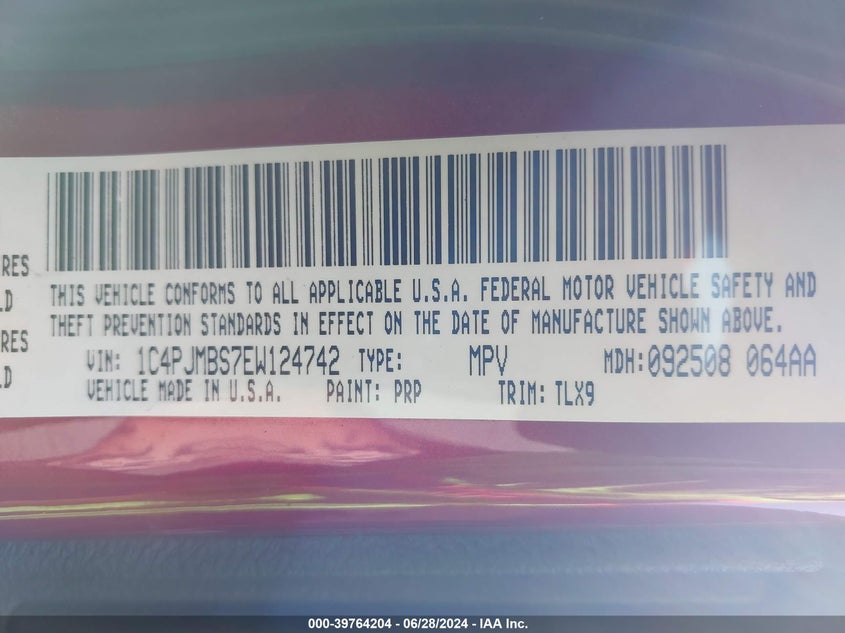 RES
LD
RES
LD
THIS VEHICLE CONFORMS TO ALL APPLICABLE U.S.A. FEDERAL MOTOR VEHICLE SAFETY AND
THEFT PREVENTION STANDARDS IN EFFECT ON THE DATE OF MANUFACTURE SHOWN ABOVE.
VIN: 1C4PJMBS7EW124742 TYPE: MPV MDH:092508 064AA
VEHICLE MADE IN U.S.A. PAINT: PRP TRIM: TLX9
000-39764204 - 06/28/2024 - IAA Inc.